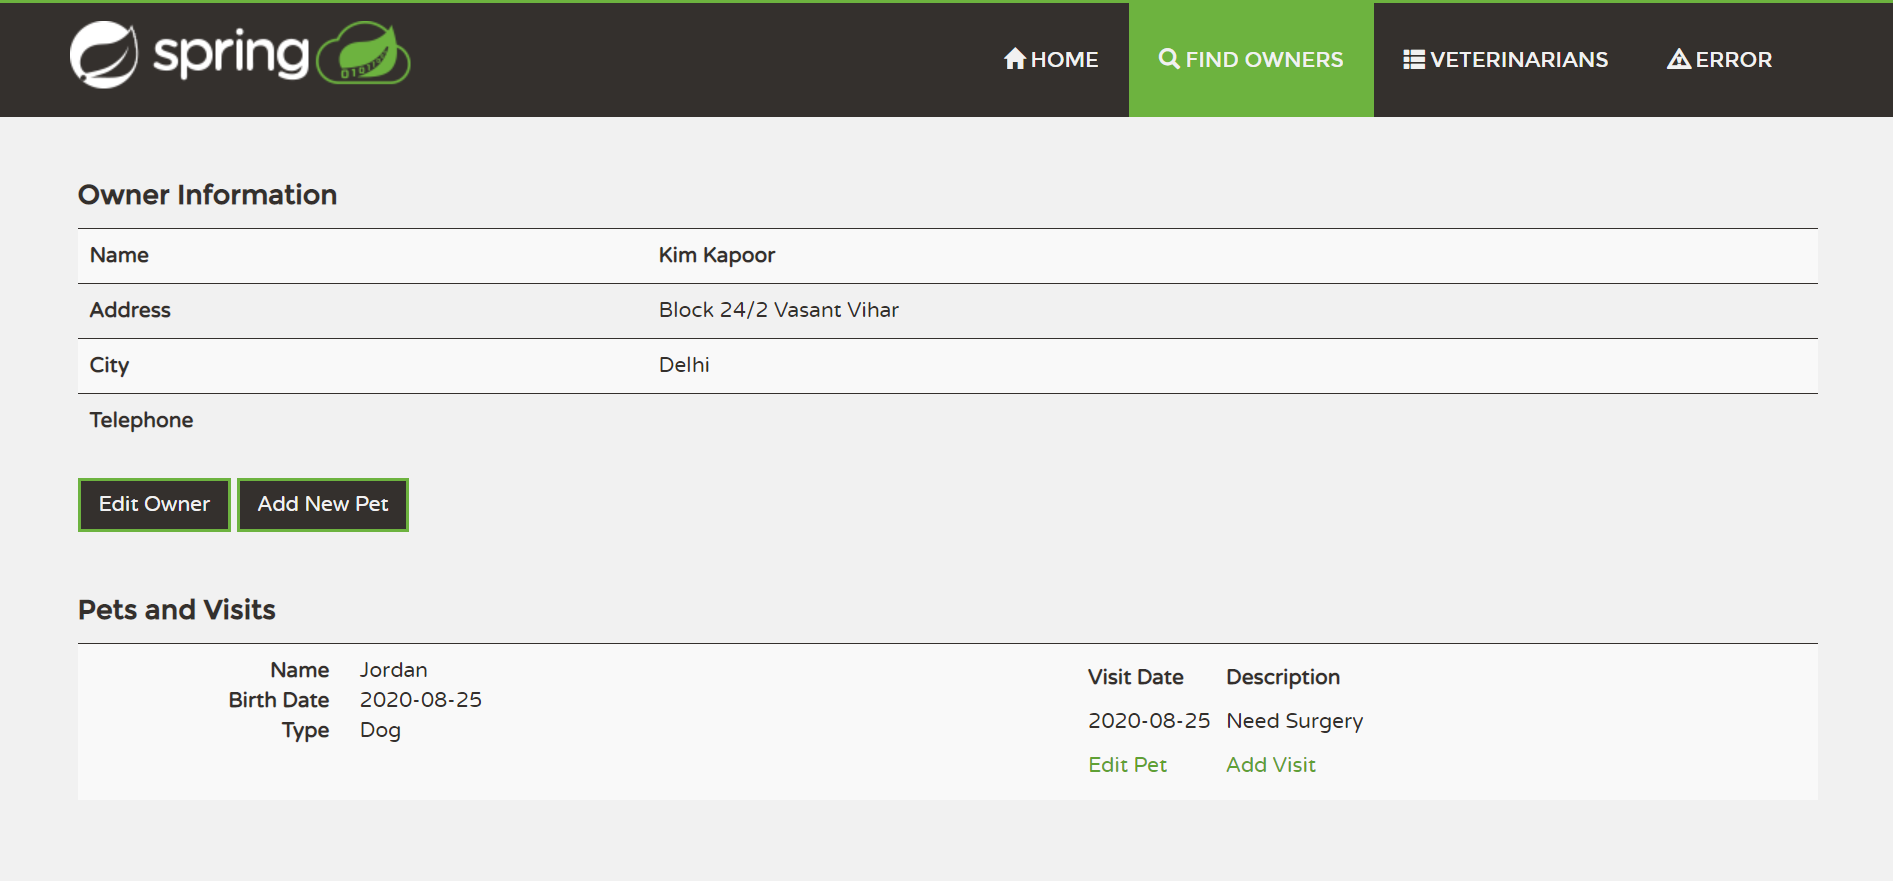 spring
HOME FIND OWNERS VETERINARIANS ERROR
Owner Information
Name Kim Kapoor
Address Block 24/2 Vasant Vihar
City Delhi
Telephone
Edit Owner Add New Pet
Pets and Visits
Name Jordan
Birth Date 2020-08-25
Type Dog
Visit Date Description
2020-08-25 Need Surgery
Edit Pet Add Visit